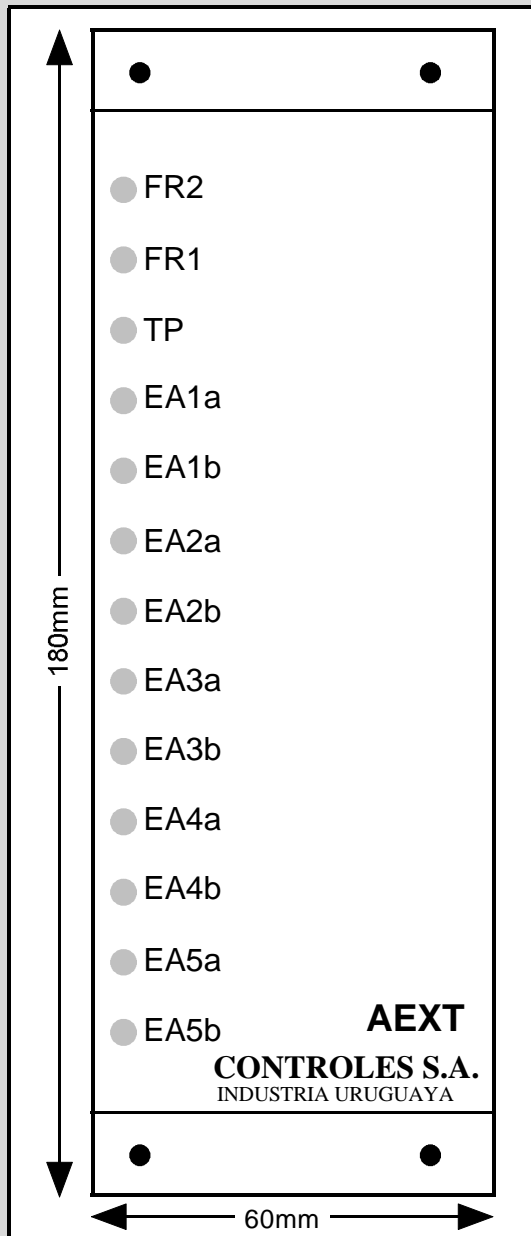 FR2
FR1
TP
EA1a
EA1b
EA2a
EA2b
180mm
EA3a
EA3b
EA4a
EA4b
EA5a
EA5b
AEXT
CONTROLES S.A.
INDUSTRIA URUGUAYA
60mm